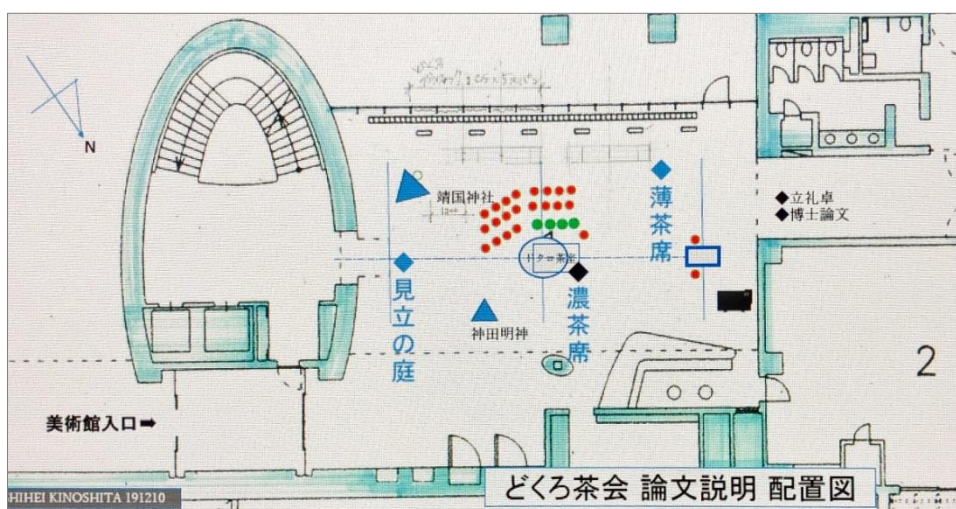 N
靖国神社
1200
◆薄茶席
◆立礼卓
◆博士論文
ドクロ茶室
◆見立の庭
◆濃茶席
神田明神
2
美術館入口➡
どくろ茶会 論文説明 配置図
SHIHEI KINOSHITA 191210